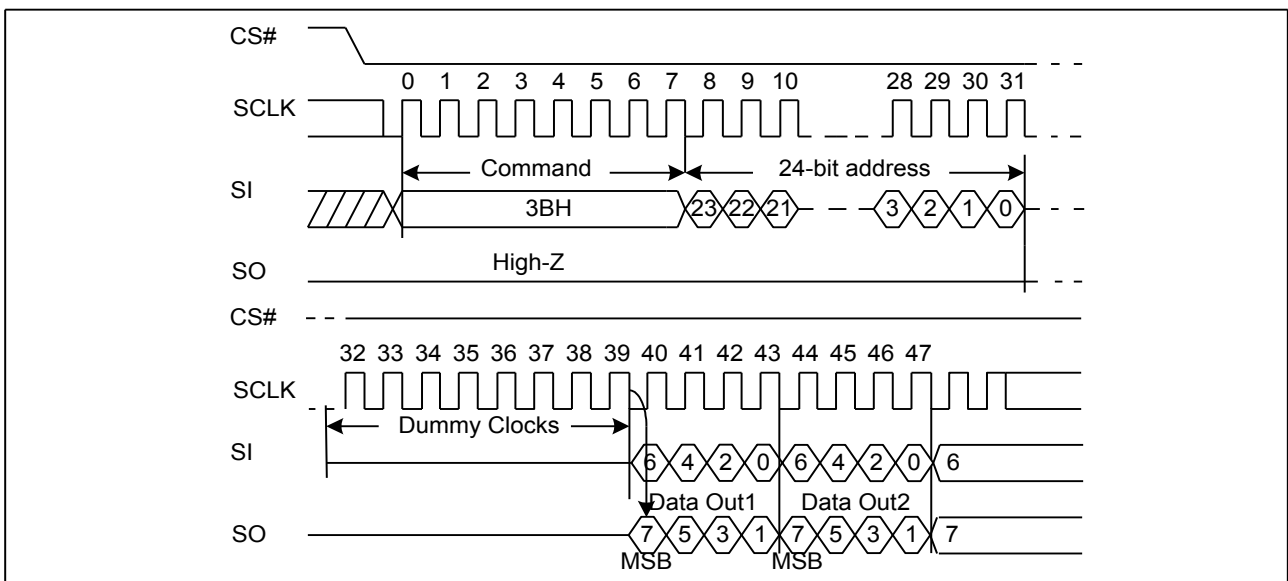 CS#
0 1 2 3 4 5 6 7 8 9 10 28 29 30 31
SCLK
Command 24-bit address
SI
3BH 23 22 21 3 2 1 0
High-Z
SO
CS#
32 33 34 35 36 37 38 39 40 41 42 43 44 45 46 47
SCLK
Dummy Clocks
SI 6 4 2 0 6 4 2 0 6
Data Out1 Data Out2
SO 7 5 3 1 7 5 3 1 7
MSB MSB